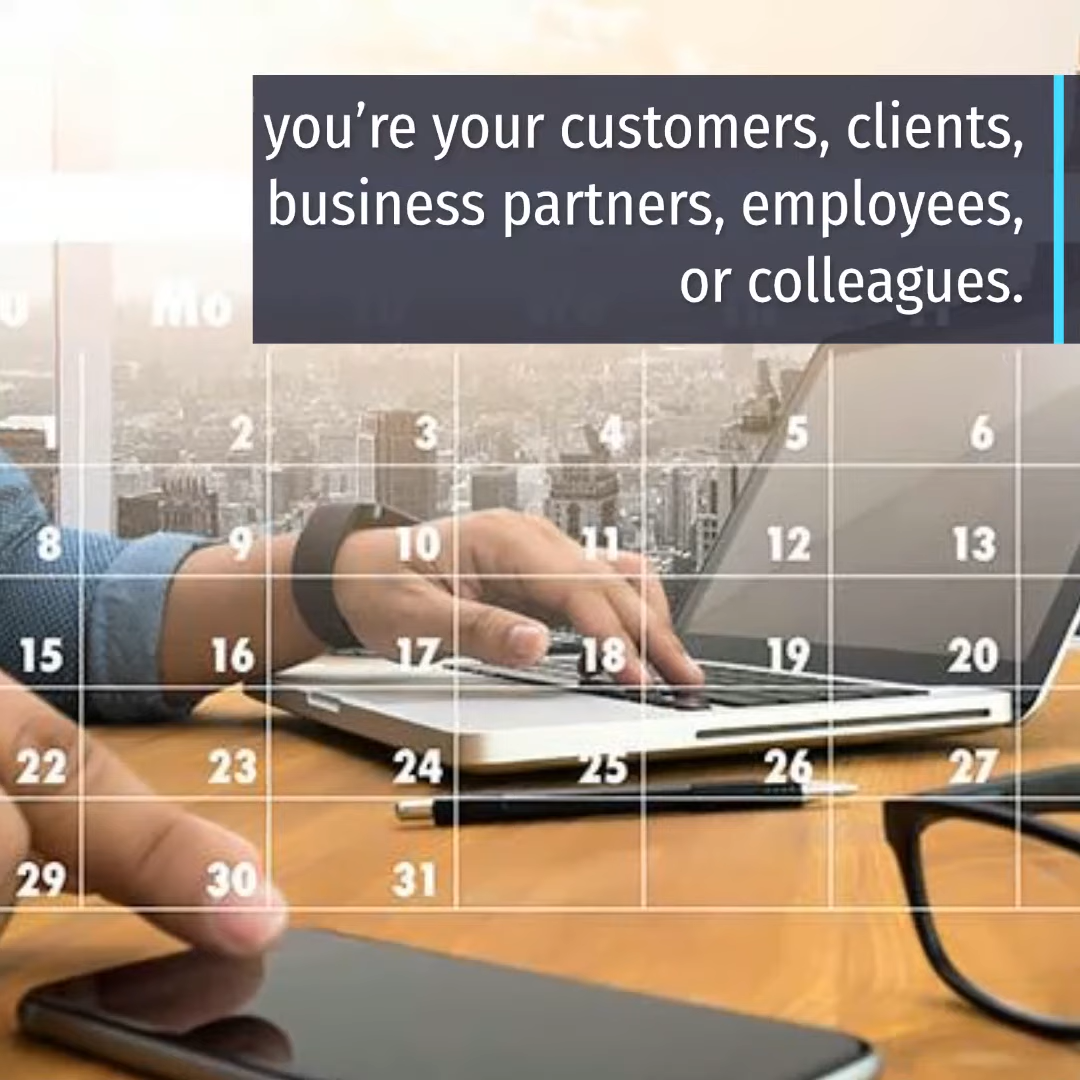 you’re your customers, clients,
business partners, employees,
or colleagues.
Mo
1 2 3 4 5 6
8 9 10 11 12 13
15 16 17 18 19 20
22 23 24 25 26 27
29 30 31